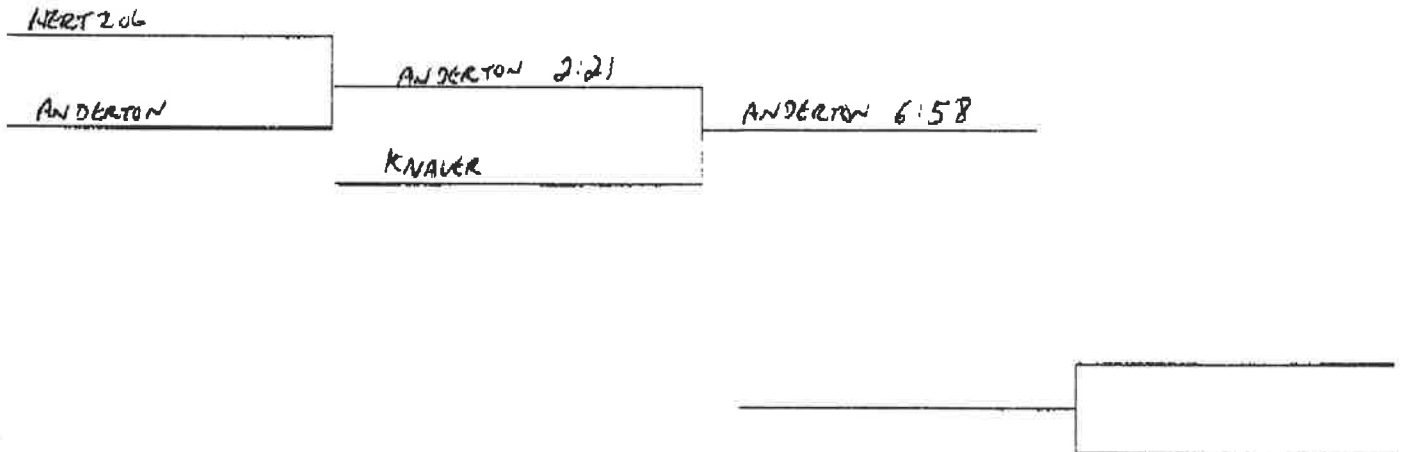 HERTZOG
ANDERTON 2:21
ANDERTON
ANDERTON 6:58
KNAUER